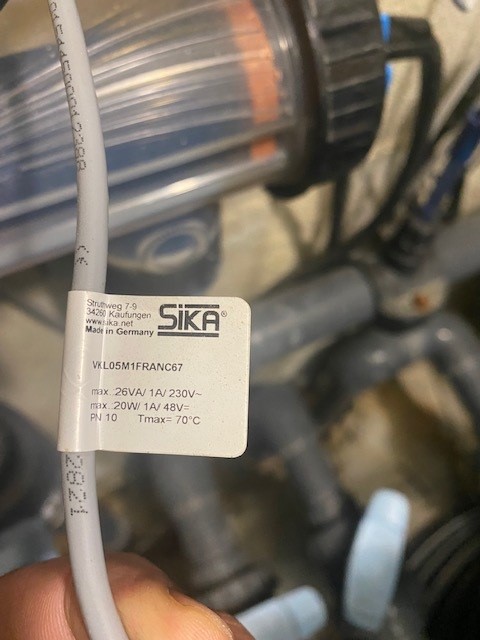 Struthweg 7-9
34260 Kaufungen
www.sika.net
Made in Germany
SIKA®
VKL05M1FRANC67
max. 26VA/ 1A/ 230V~
max. 20W/ 1A/ 48V=
PN 10 Tmax= 70°C
2821